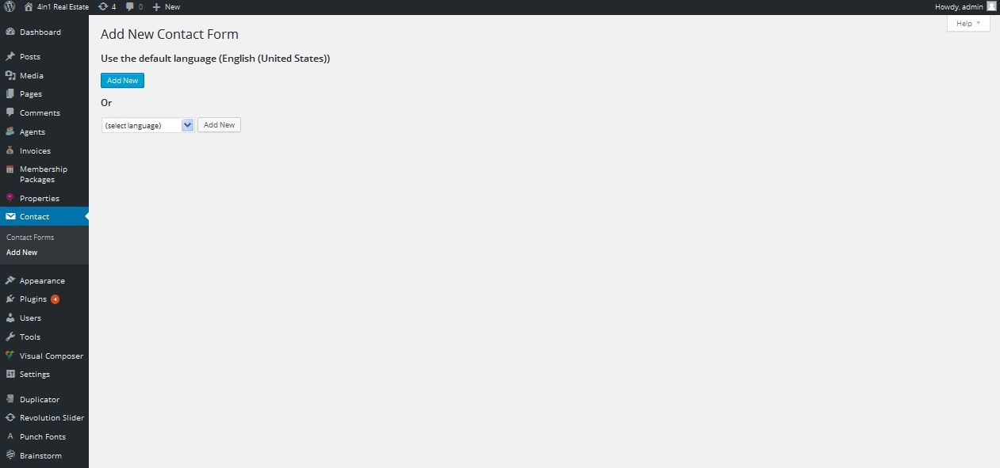 4in1 Real Estate 4 0 New Howdy, admin
Help
Dashboard
Posts
Media
Pages
Comments
Agents
Invoices
Membership
Packages
Properties
Contact
Contact Forms
Add New
Appearance
Plugins 4
Users
Tools
Visual Composer
Settings
Duplicator
Revolution Slider
Punch Fonts
Brainstorm
Add New Contact Form
Use the default language (English (United States))
Add New
Or
(select language) Add New